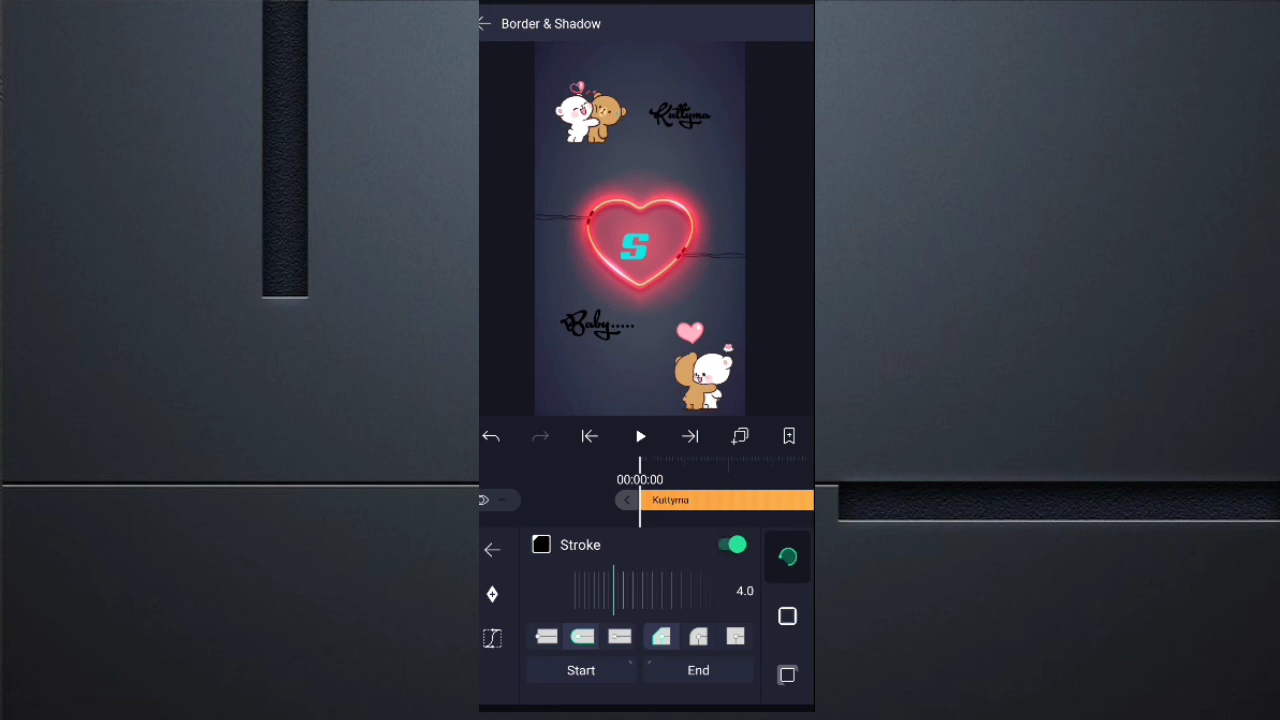 Border & Shadow
Kuttyma
S
Baby.....
00:00:00
Kuttyma
Stroke
4.0
Start
End